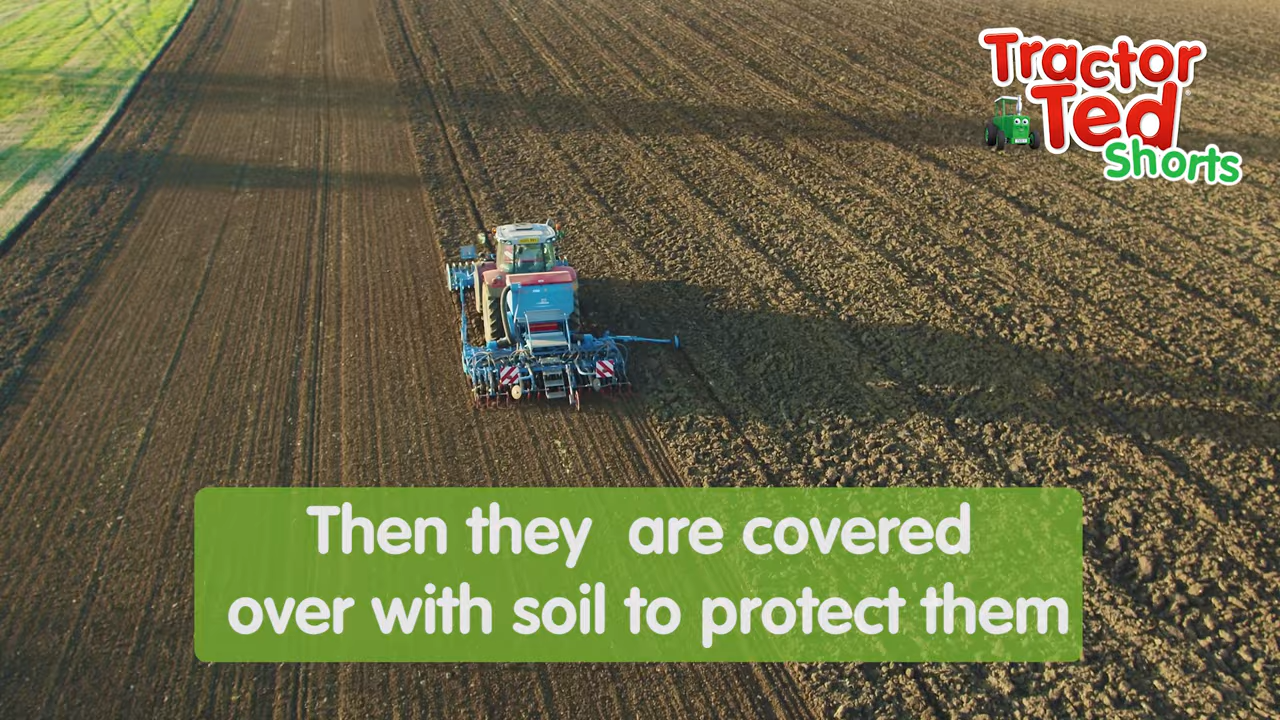 Tractor
Ted
Shorts
Then they  are covered
over with soil to protect them